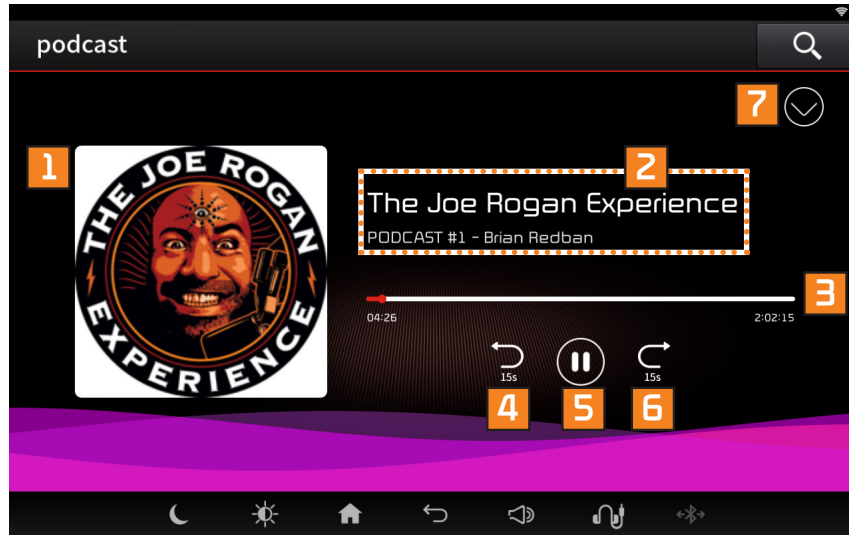 podcast
7
1
THE JOE ROGAN
EXPERIENCE
2
The Joe Rogan Experience
PODCAST #1 - Brian Redban
3
04:26
2:02:15
15s
15s
4
5
6